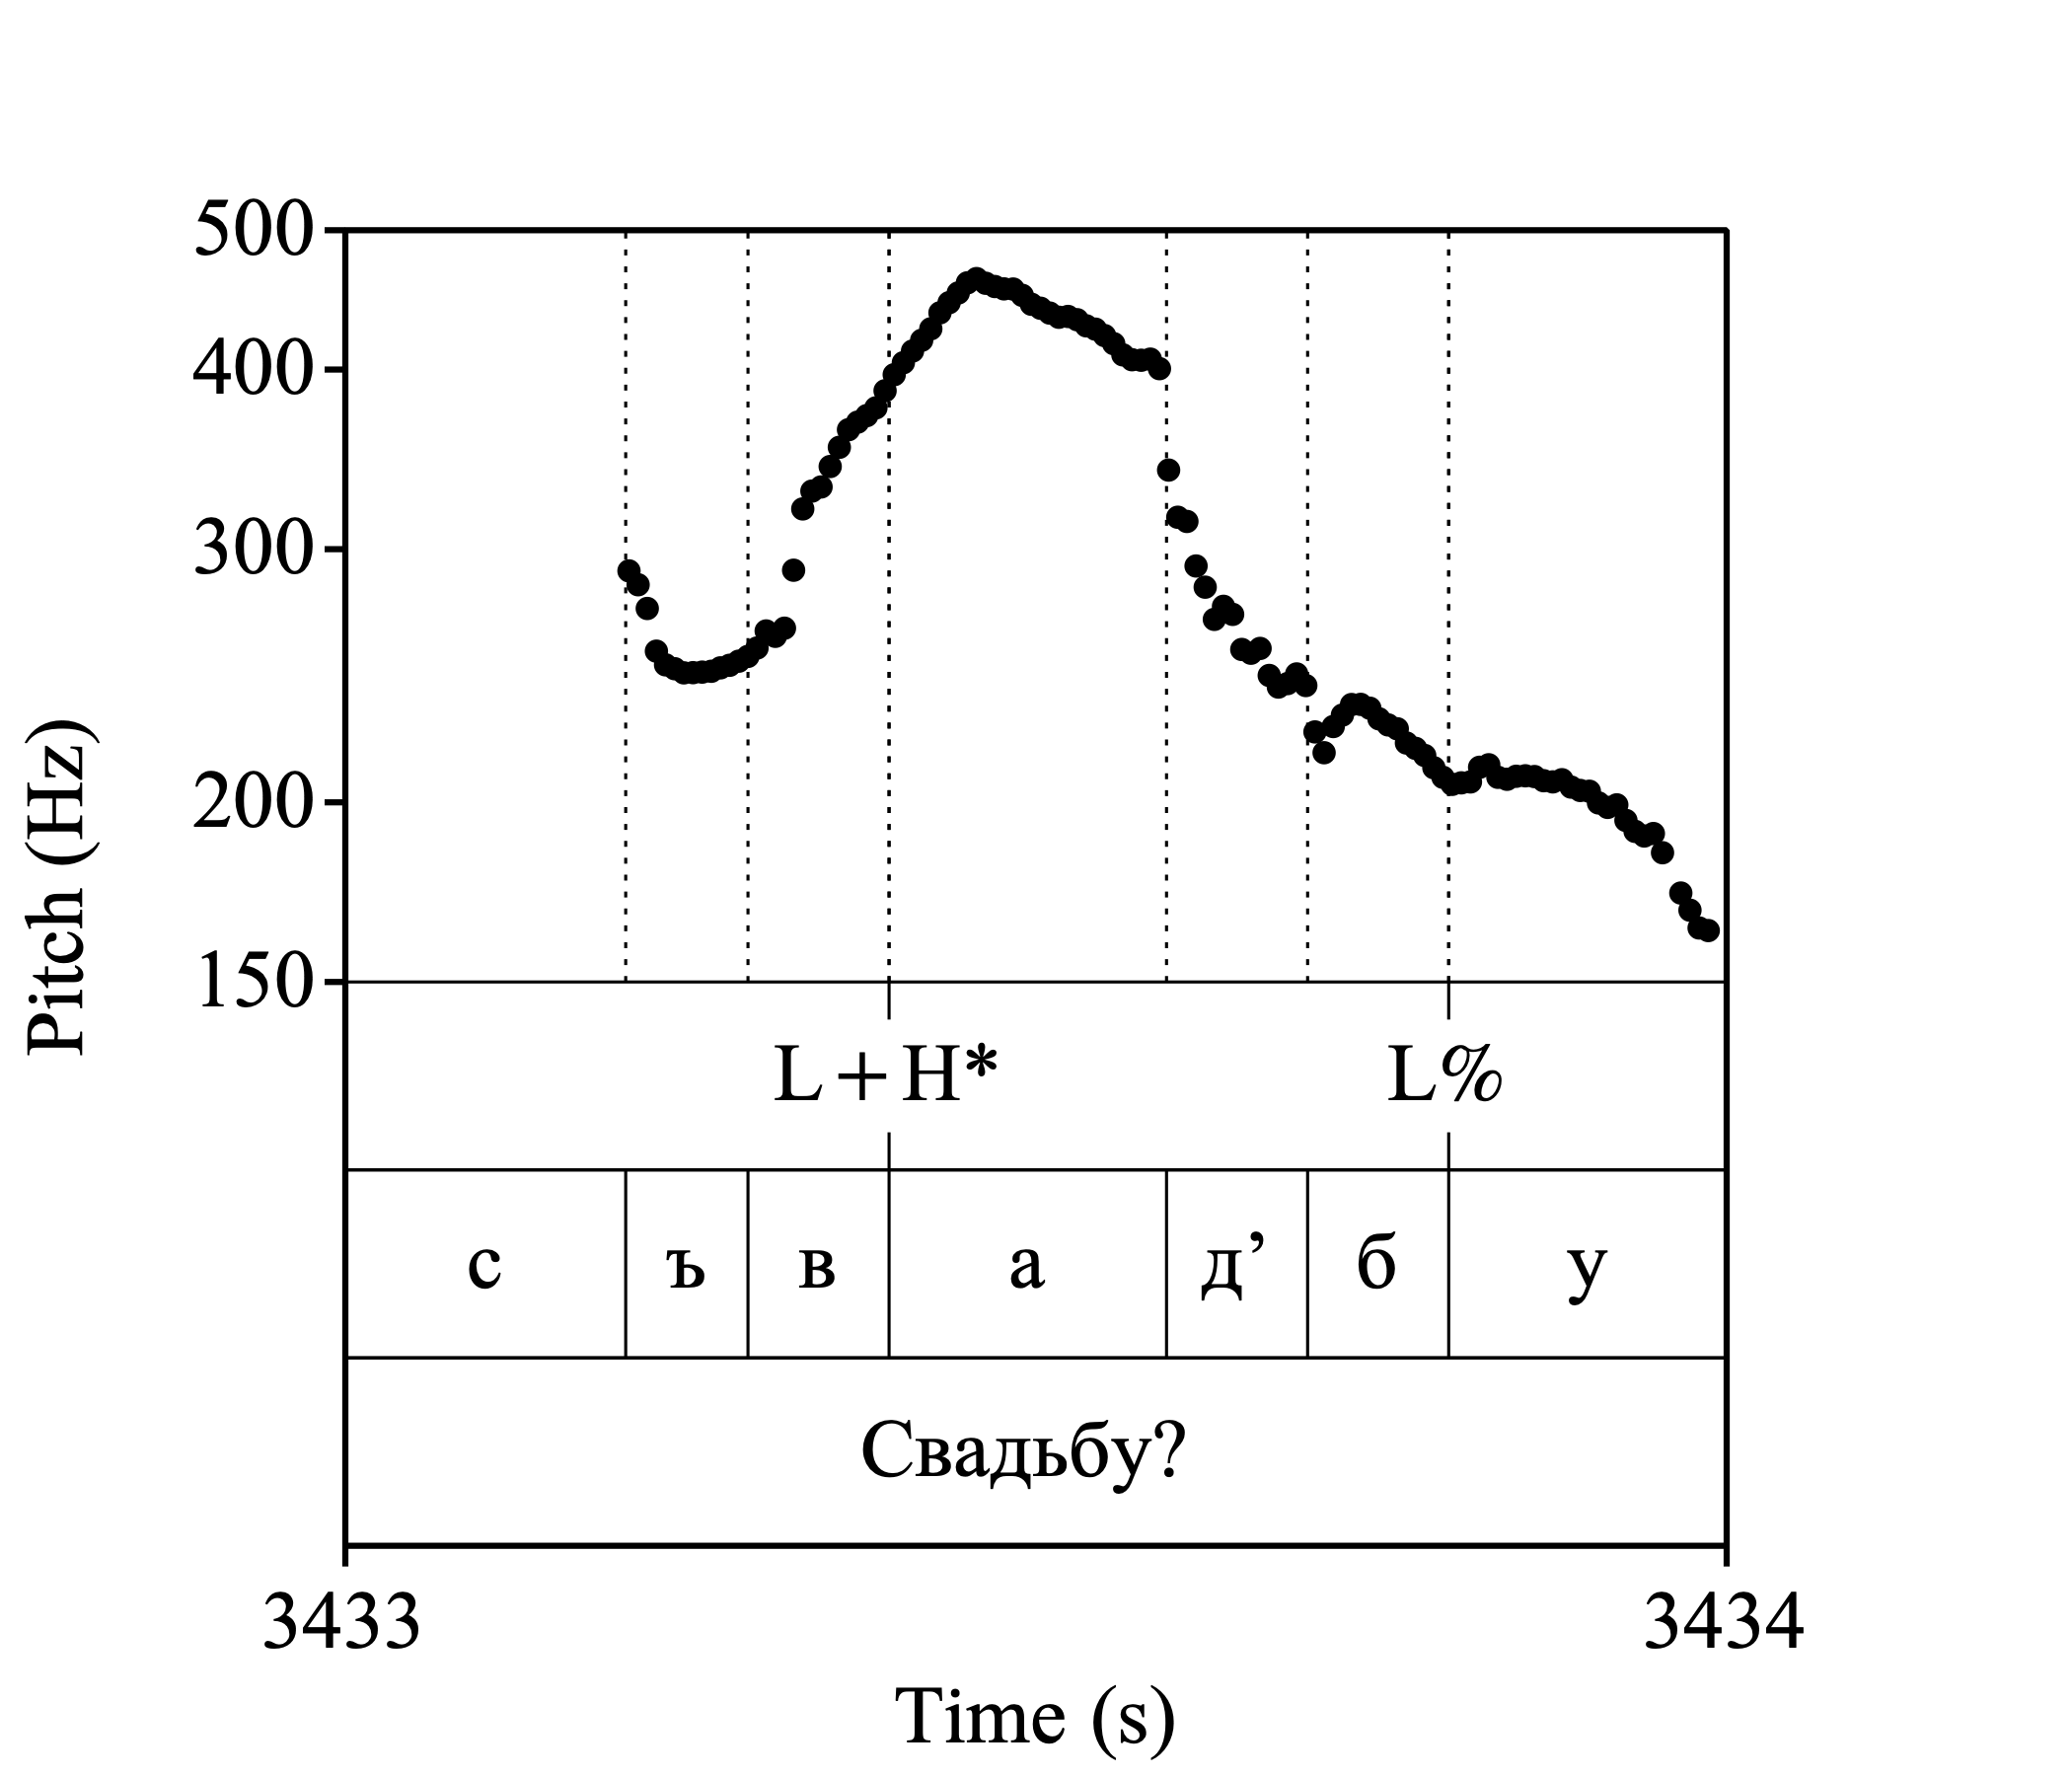 500
400
300
200
150
Pitch (Hz)
L+H* L%
с ъ в а д’ б у
Свадьбу?
3433 3434
Time (s)